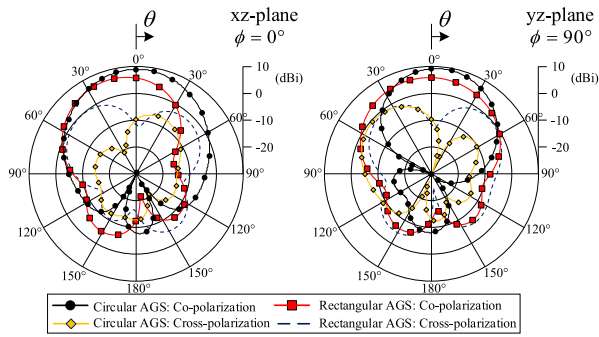 θ xz-plane θ yz-plane
ϕ = 0° ϕ = 90°
0° 10 0° 10
30° 30° (dBi) 30° 30° (dBi)
0 0
60° 60° -10 60° 60° -10
-20 -20
90° 90° 90° 90°
120° 120° 120° 120°
150° 150° 150° 150°
180° 180°
Circular AGS: Co-polarization Rectangular AGS: Co-polarization
Circular AGS: Cross-polarization Rectangular AGS: Cross-polarization